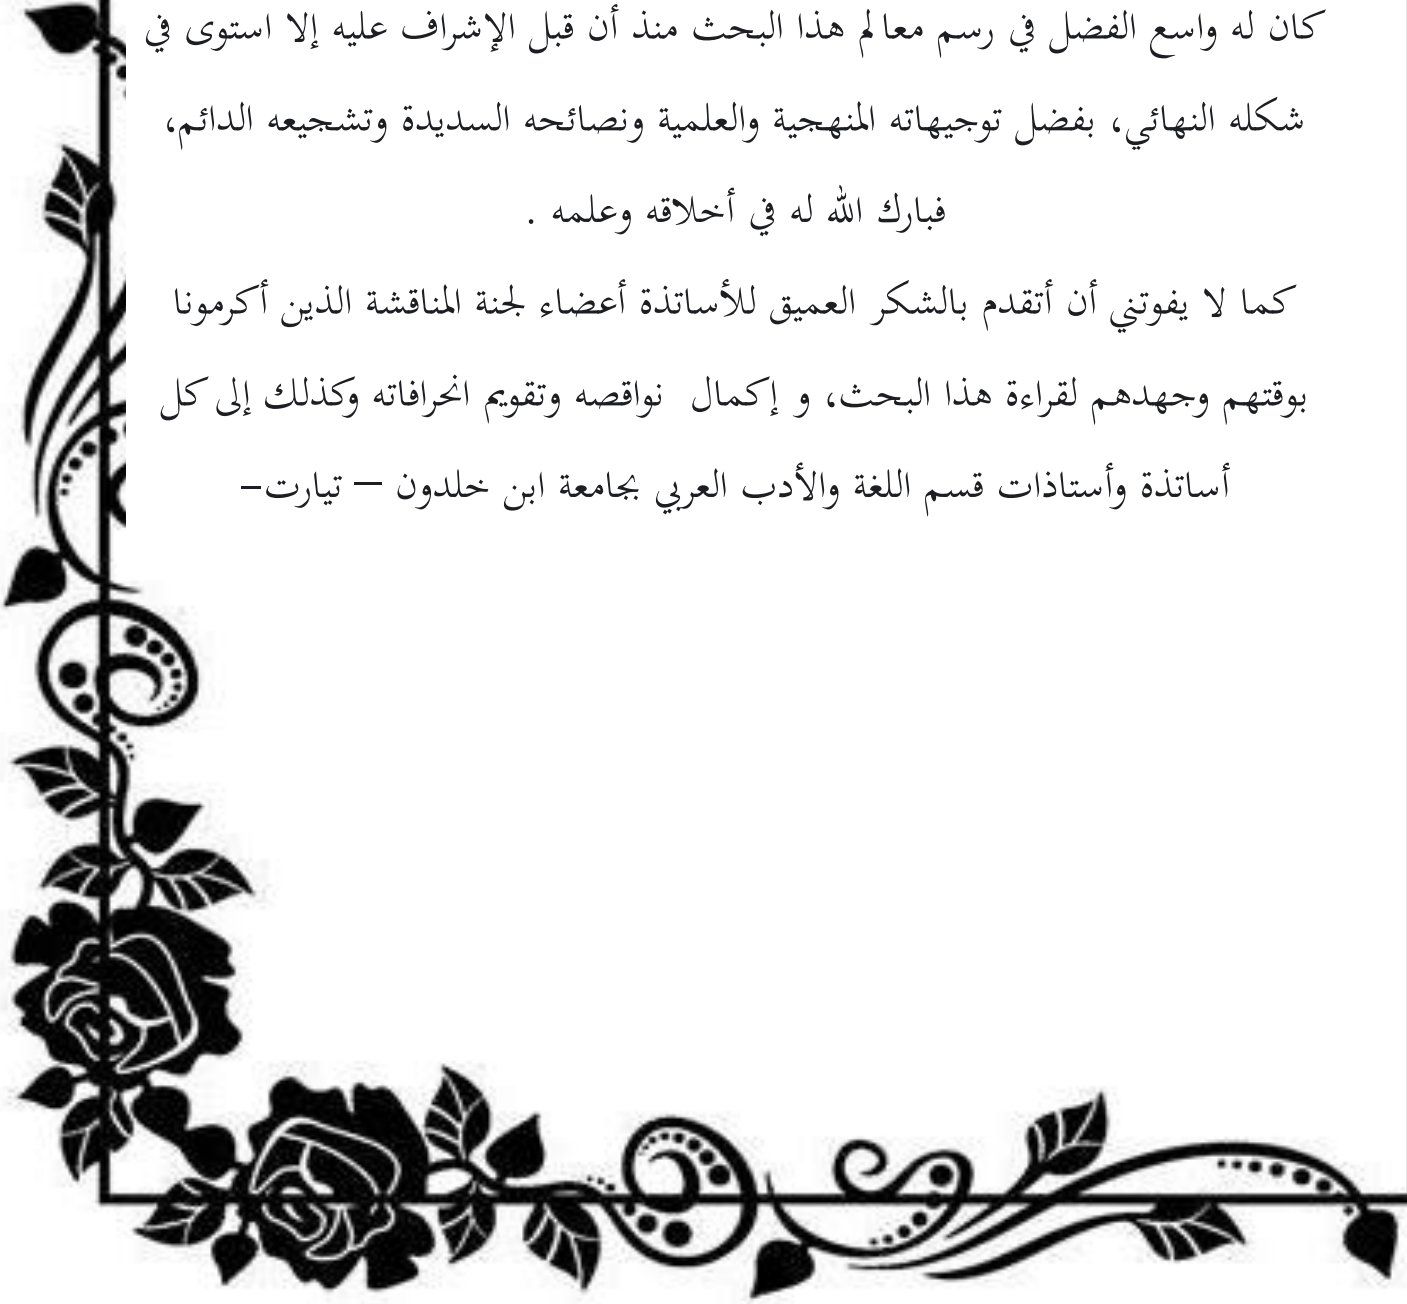 كان له واسع الفضل في رسم معالم هذا البحث منذ أن قبل الإشراف عليه إلا استوى في
شكله النهائي، بفضل توجيهاته المنهجية والعلمية ونصائحه السديدة وتشجيعه الدائم،
فبارك الله له في أخلاقه وعلمه .
كما لا يفوتني أن أتقدم بالشكر العميق للأساتذة أعضاء لجنة المناقشة الذين أكرمونا
بوقتهم وجهدهم لقراءة هذا البحث، و إكمال نواقصه وتقويم انحرافاته وكذلك إلى كل
أساتذة وأستاذات قسم اللغة والأدب العربي بجامعة ابن خلدون – تيارت–